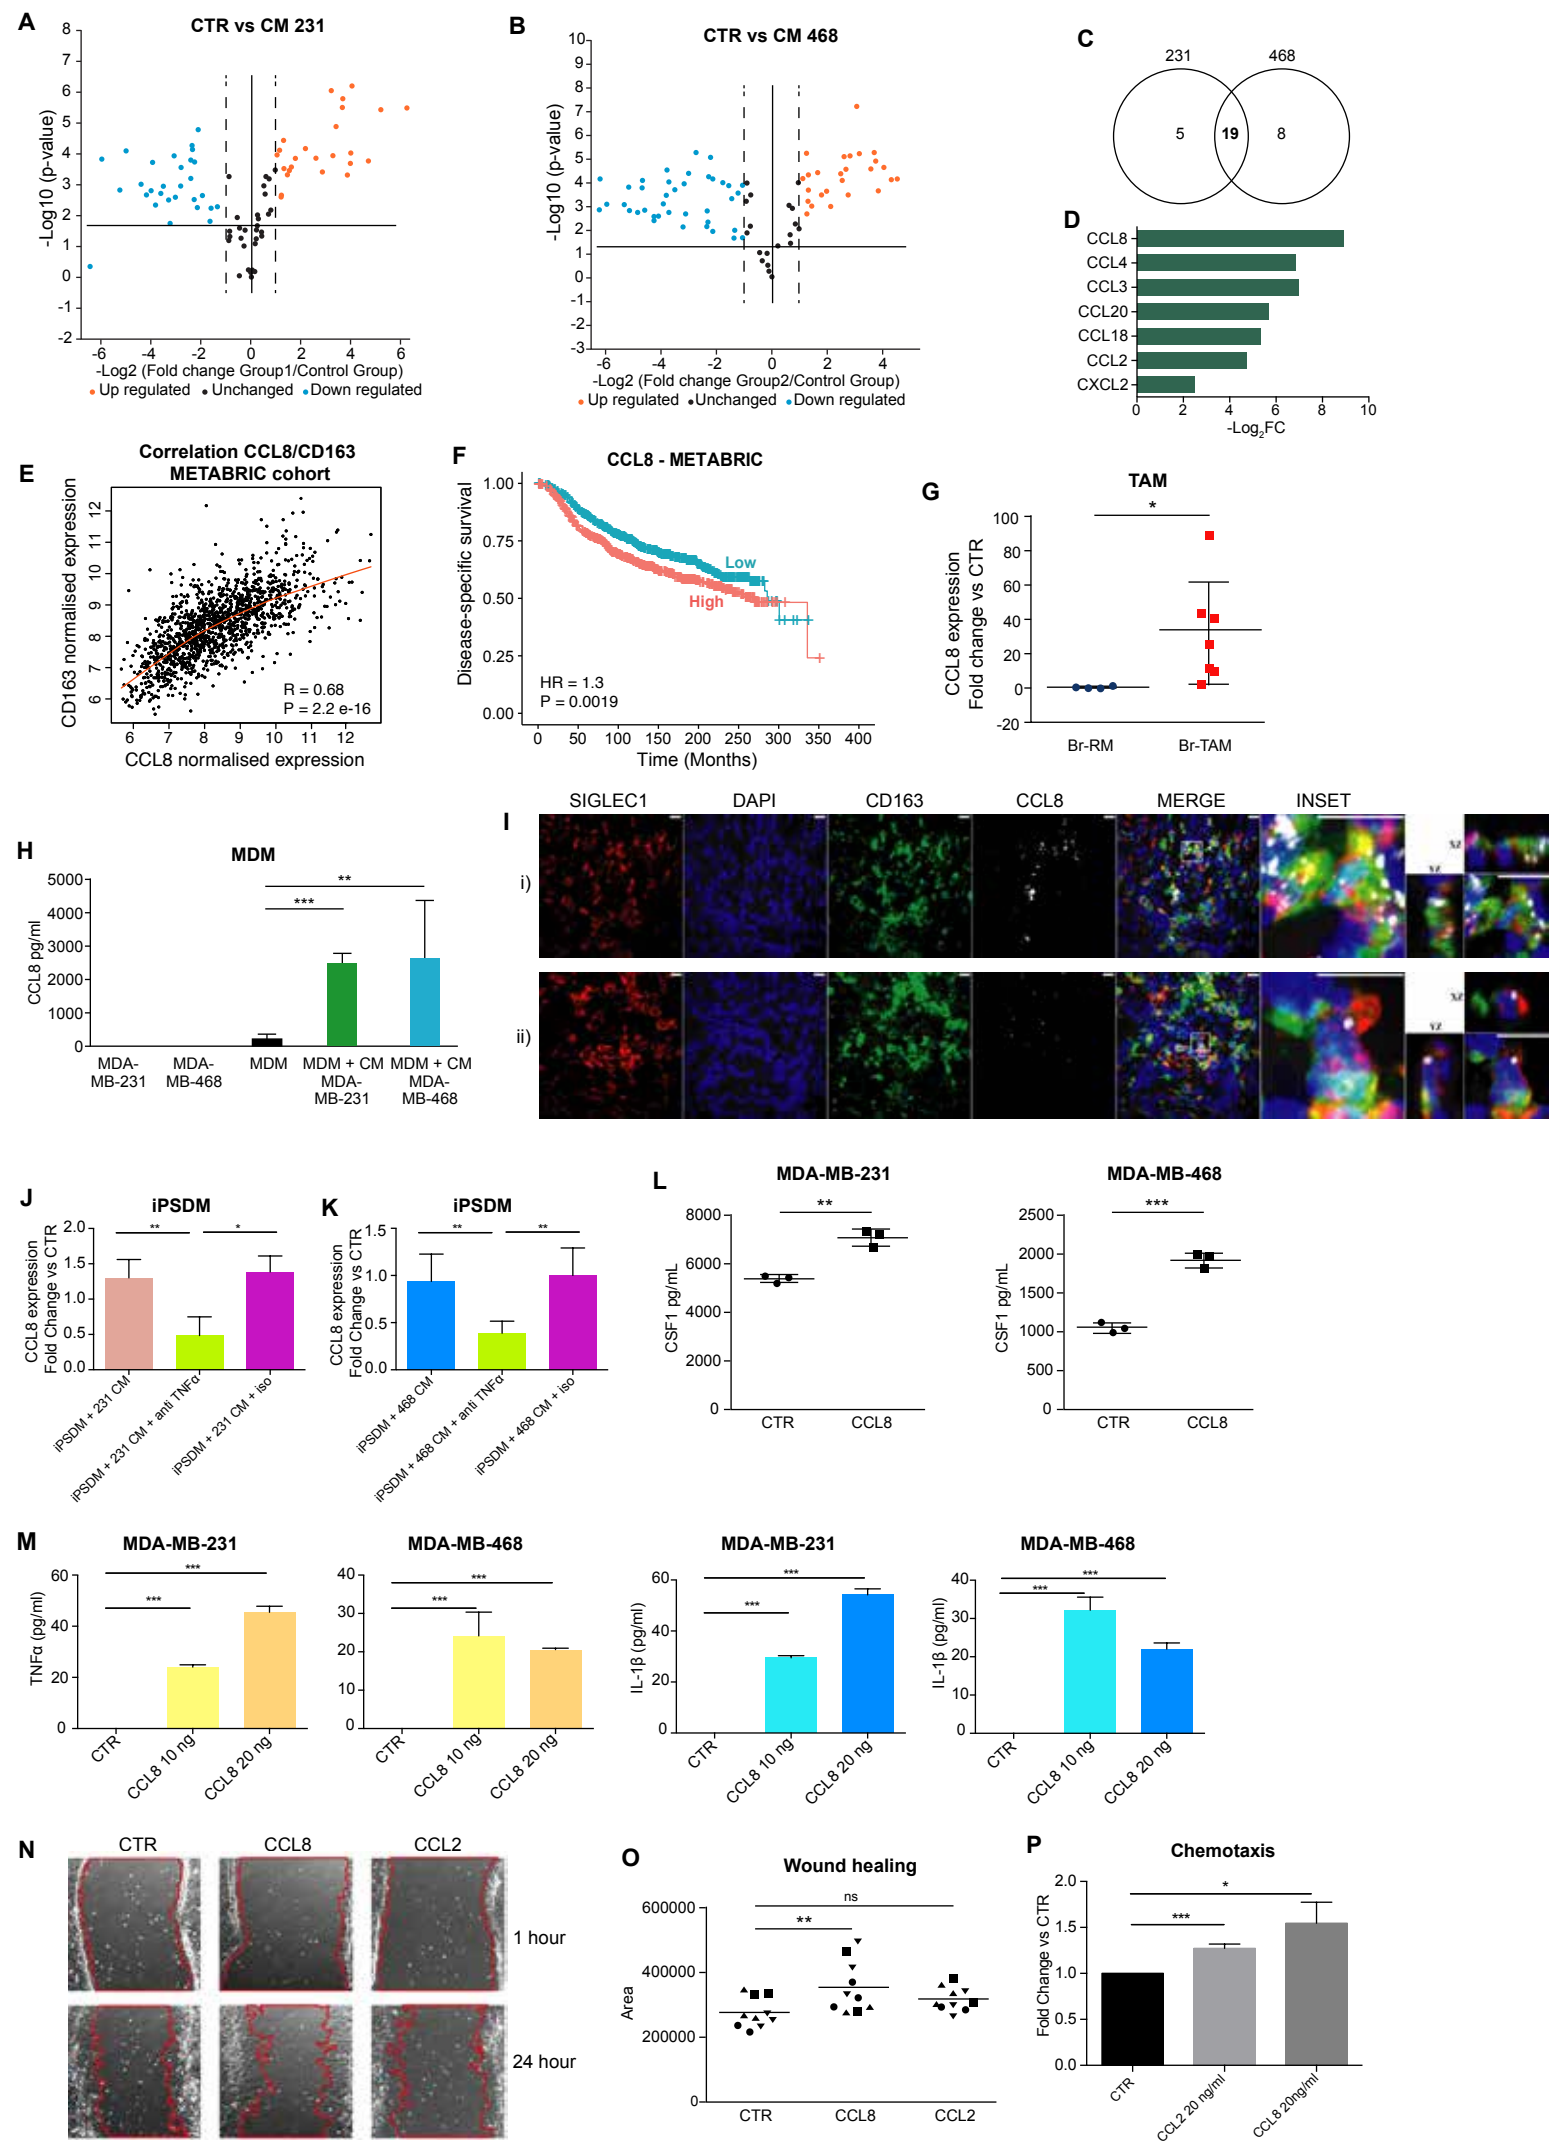 A
CTR vs CM 231
8
7
6
5
4
3
2
1
0
-1
-2
-Log10 (p-value)
-6 -4 -2 0 2 4 6
-Log2 (Fold change Group1/Control Group)
Up regulated Unchanged Down regulated
B
CTR vs CM 468
10
9
8
7
6
5
4
3
2
1
0
-1
-2
-3
-Log10 (p-value)
-6 -4 -2 0 2 4
-Log2 (Fold change Group2/Control Group)
Up regulated Unchanged Down regulated
C
231 468
5 19 8
D
CCL8
CCL4
CCL3
CCL20
CCL18
CCL2
CXCL2
0 2 4 6 8 10
-Log2FC
E
Correlation CCL8/CD163
METABRIC cohort
CD163 normalised expression
12
11
10
9
8
7
6
R = 0.68
P = 2.2 e-16
6 7 8 9 10 11 12
CCL8 normalised expression
F
CCL8 - METABRIC
Disease-specific survival
1.00
0.75
0.50
0.25
0.00
Low
High
HR = 1.3
P = 0.0019
0 50 100 150 200 250 300 350 400
Time (Months)
G
TAM
*
CCL8 expression
Fold change vs CTR
100
80
60
40
20
0
-20
Br-RM Br-TAM
H
MDM
**
***
CCL8 pg/ml
5000
4000
3000
2000
1000
0
MDA-
MB-231
MDA-
MB-468
MDM
MDM + CM
MDA-
MB-231
MDM + CM
MDA-
MB-468
I
SIGLEC1 DAPI CD163 CCL8 MERGE INSET
i)
XZ
YZ
ii)
XZ
YZ
J
iPSDM
** *
CCL8 expression
Fold Change vs CTR
2.0
1.5
1.0
0.5
0.0
iPSDM + 231 CM
iPSDM + 231 CM + anti TNFα
iPSDM + 231 CM + iso
K
iPSDM
** **
CCL8 expression
Fold Change vs CTR
1.5
1.0
0.5
0.0
iPSDM + 468 CM
iPSDM + 468 CM + anti TNFα
iPSDM + 468 CM + iso
L
MDA-MB-231
**
CSF1 pg/mL
8000
6000
4000
2000
0
CTR CCL8
MDA-MB-468
***
CSF1 pg/mL
2500
2000
1500
1000
500
0
CTR CCL8
M
MDA-MB-231
***
***
TNFα (pg/ml)
60
40
20
0
CTR
CCL8 10 ng
CCL8 20 ng
MDA-MB-468
***
***
40
30
20
10
0
CTR
CCL8 10 ng
CCL8 20 ng
MDA-MB-231
***
***
IL-1β (pg/ml)
60
40
20
0
CTR
CCL8 10 ng
CCL8 20 ng
MDA-MB-468
***
***
IL-1β (pg/ml)
40
30
20
10
0
CTR
CCL8 10 ng
CCL8 20 ng
N
CTR CCL8 CCL2
1 hour
24 hour
O
Wound healing
ns
**
Area
600000
400000
200000
0
CTR CCL8 CCL2
P
Chemotaxis
*
***
Fold Change vs CTR
2.0
1.5
1.0
0.5
0.0
CTR
CCL2 20 ng/ml
CCL8 20ng/ml